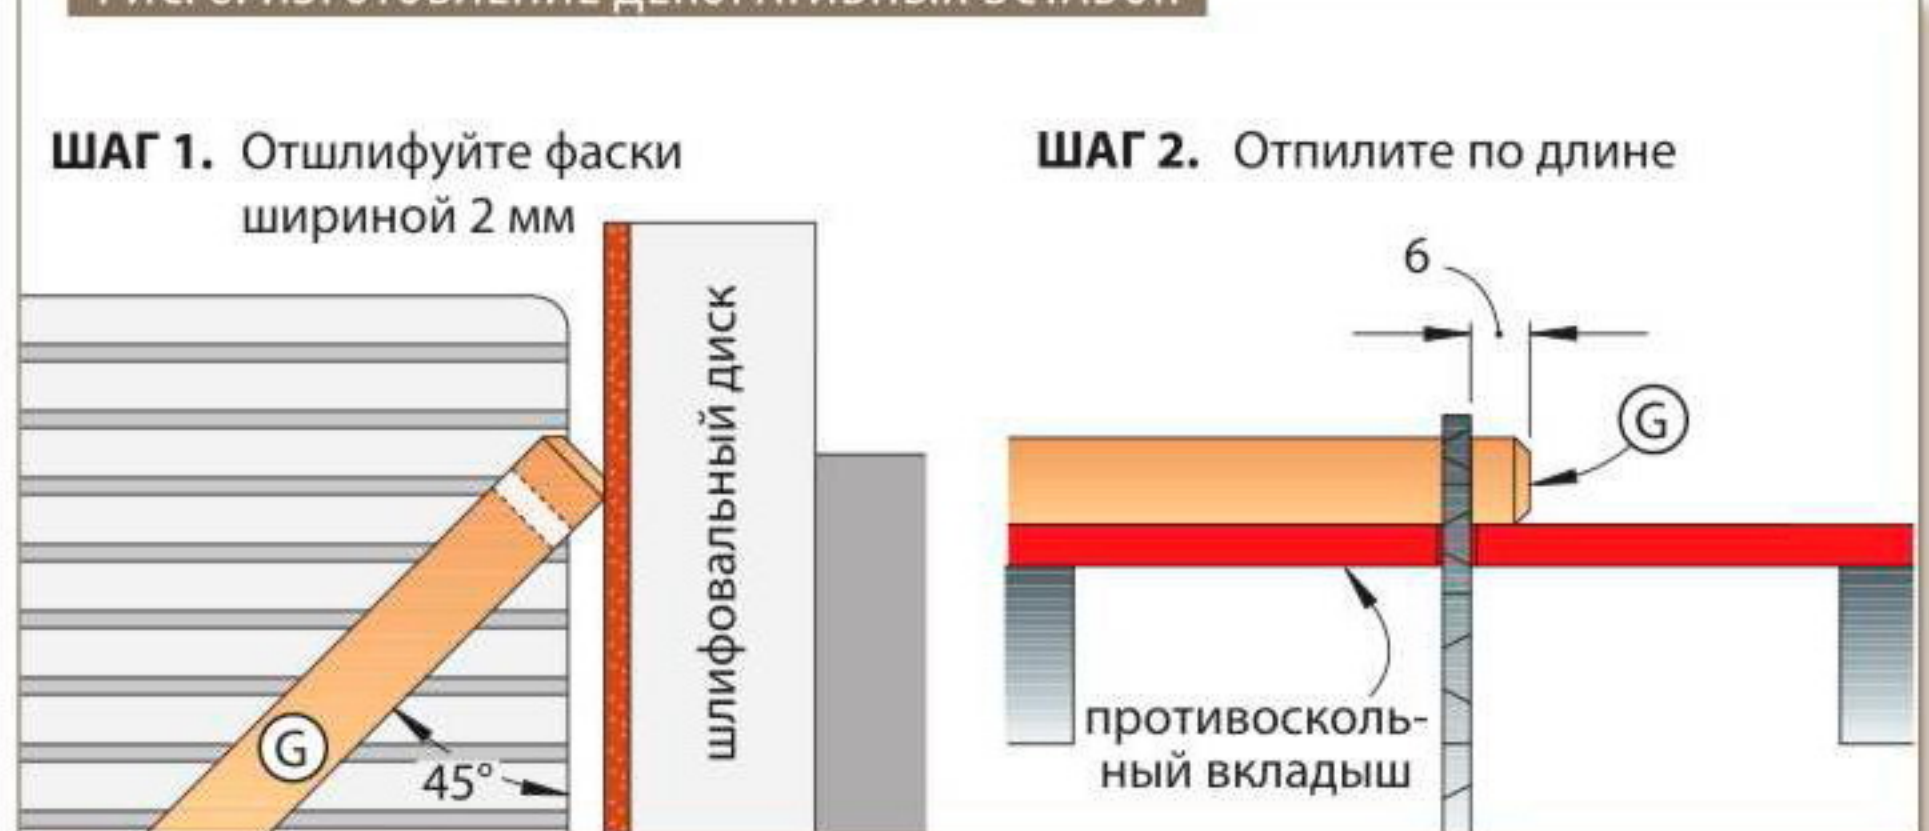 ШАГ 1. Отшлифуйте фаски
шириной 2 мм
шлифовальный диск
G
45°
ШАГ 2. Отпилите по длине
6
G
противосколь-
ный вкладыш